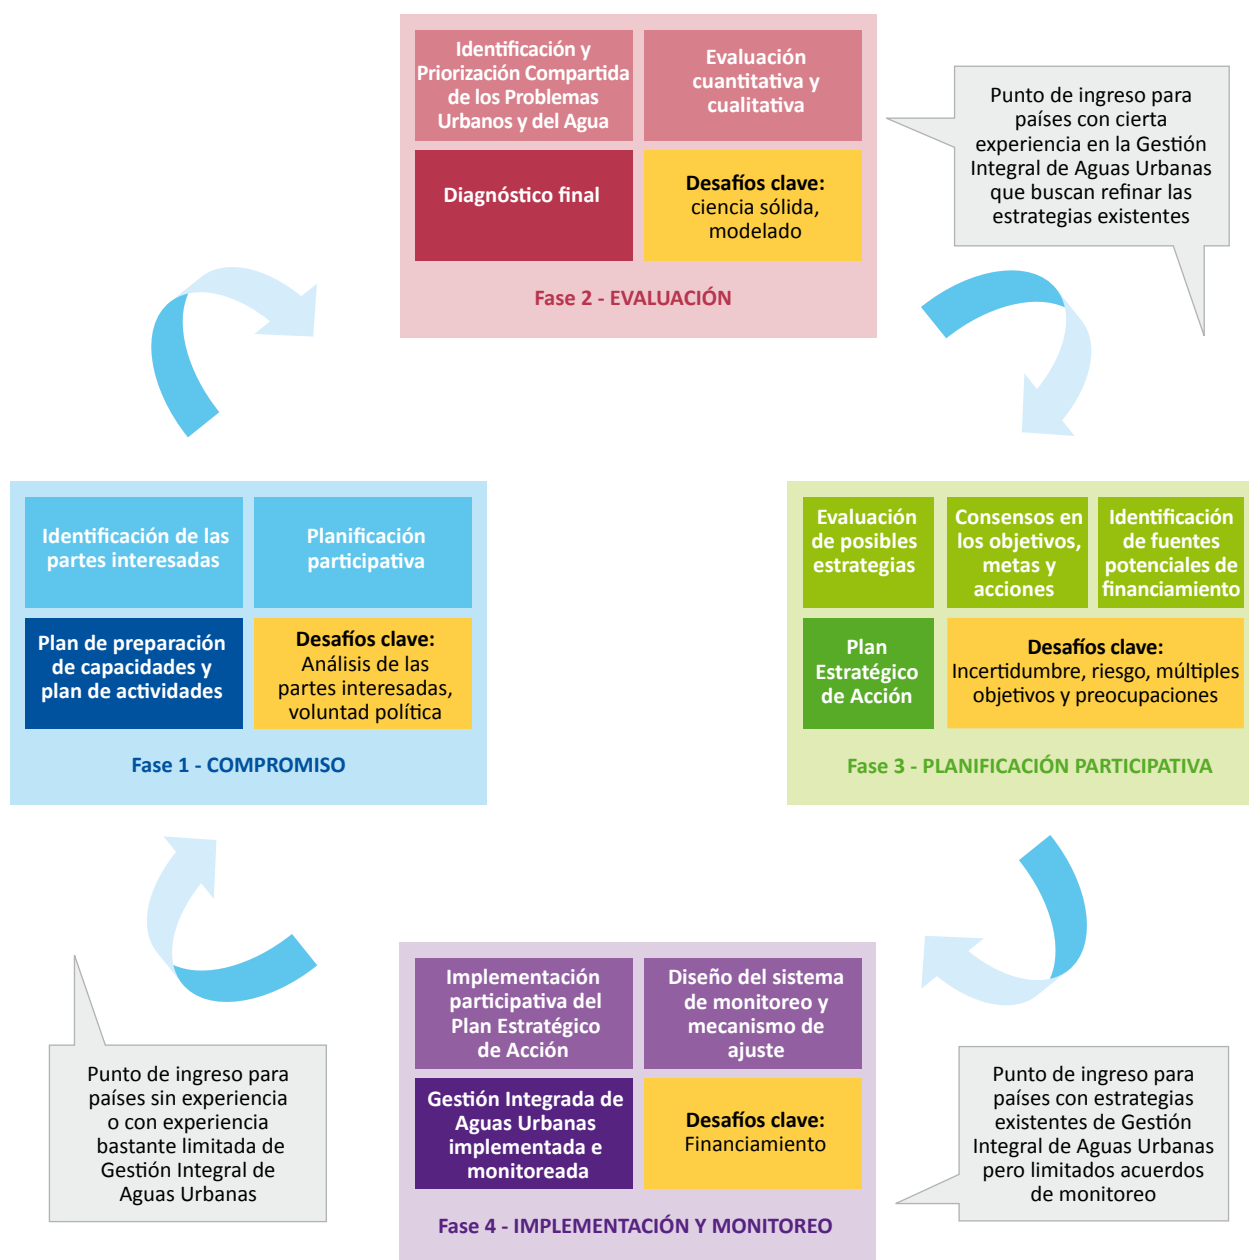 Identificación y
Priorización Compartida
de los Problemas
Urbanos y del Agua
Evaluación
cuantitativa y
cualitativa
Diagnóstico final
Desafíos clave:
ciencia sólida,
modelado
Fase 2 - EVALUACIÓN
Punto de ingreso para
países con cierta
experiencia en la Gestión
Integral de Aguas Urbanas
que buscan refinar las
estrategias existentes
Identificación de las
partes interesadas
Planificación
participativa
Plan de preparación
de capacidades y
plan de actividades
Desafíos clave:
Análisis de las
partes interesadas,
voluntad política
Fase 1 - COMPROMISO
Evaluación
de posibles
estrategias
Consensos en
los objetivos,
metas y
acciones
Identificación
de fuentes
potenciales de
financiamiento
Plan
Estratégico
de Acción
Desafíos clave:
Incertidumbre, riesgo, múltiples
objetivos y preocupaciones
Fase 3 - PLANIFICACIÓN PARTICIPATIVA
Punto de ingreso para
países sin experiencia
o con experiencia
bastante limitada de
Gestión Integral de
Aguas Urbanas
Implementación
participativa del
Plan Estratégico
de Acción
Diseño del sistema
de monitoreo y
mecanismo de
ajuste
Gestión Integrada de
Aguas Urbanas
implementada e
monitoreada
Desafíos clave:
Financiamiento
Fase 4 - IMPLEMENTACIÓN Y MONITOREO
Punto de ingreso para
países con estrategias
existentes de Gestión
Integral de Aguas Urbanas
pero limitados acuerdos
de monitoreo